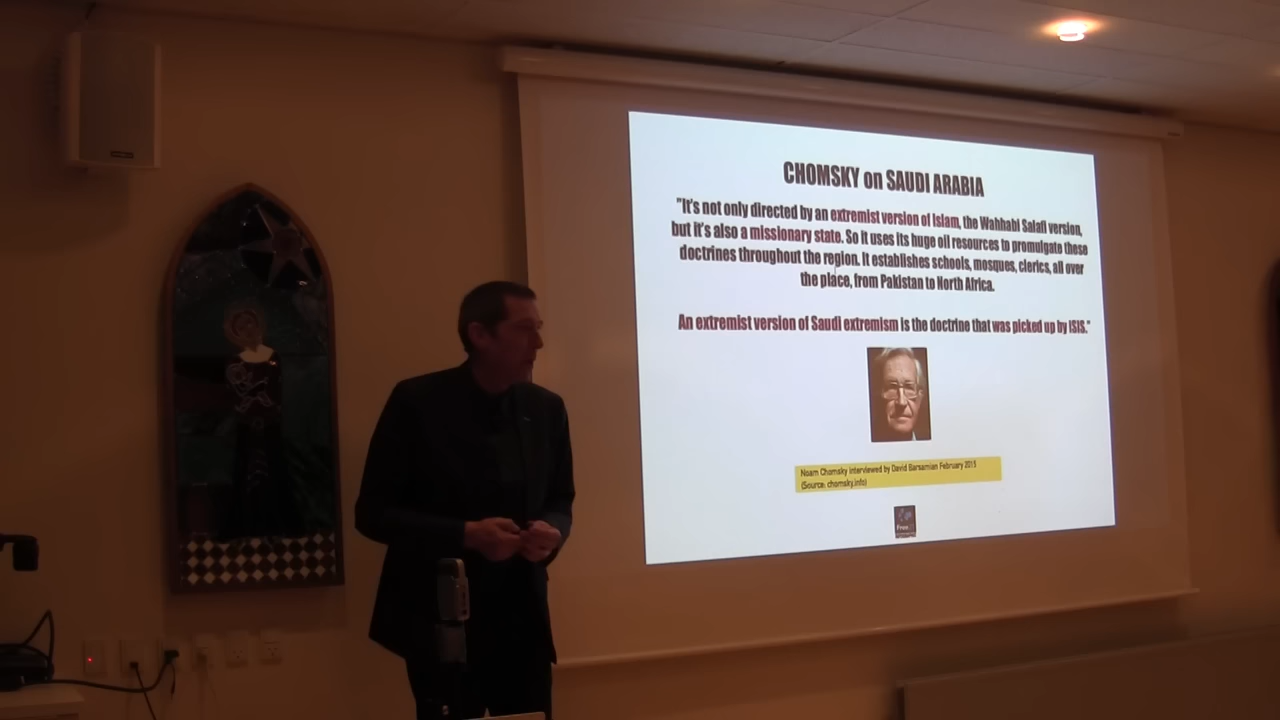 CHOMSKY on SAUDI ARABIA
"It's not only directed by an extremist version of Islam, the Wahhabi Salafi version,
but it's also a missionary state. So it uses its huge oil resources to promulgate these
doctrines throughout the region. It establishes schools, mosques, clerics, all over
the place, from Pakistan to North Africa.
An extremist version of Saudi extremism is the doctrine that was picked up by ISIS."
Noam Chomsky interviewed by David Barsamian February 2015
(Source: chomsky.info)
Free